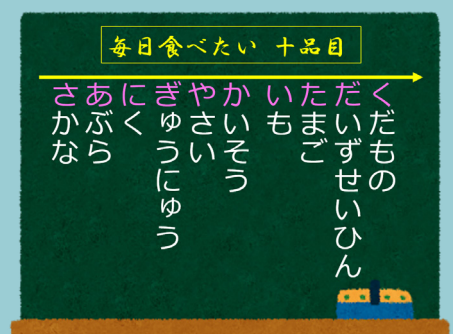 毎日食べたい 十品目
さかな
あぶら
にく
ぎゅうにゅう
やさい
かいそう
いも
たまご
だいずせいひん
くだもの